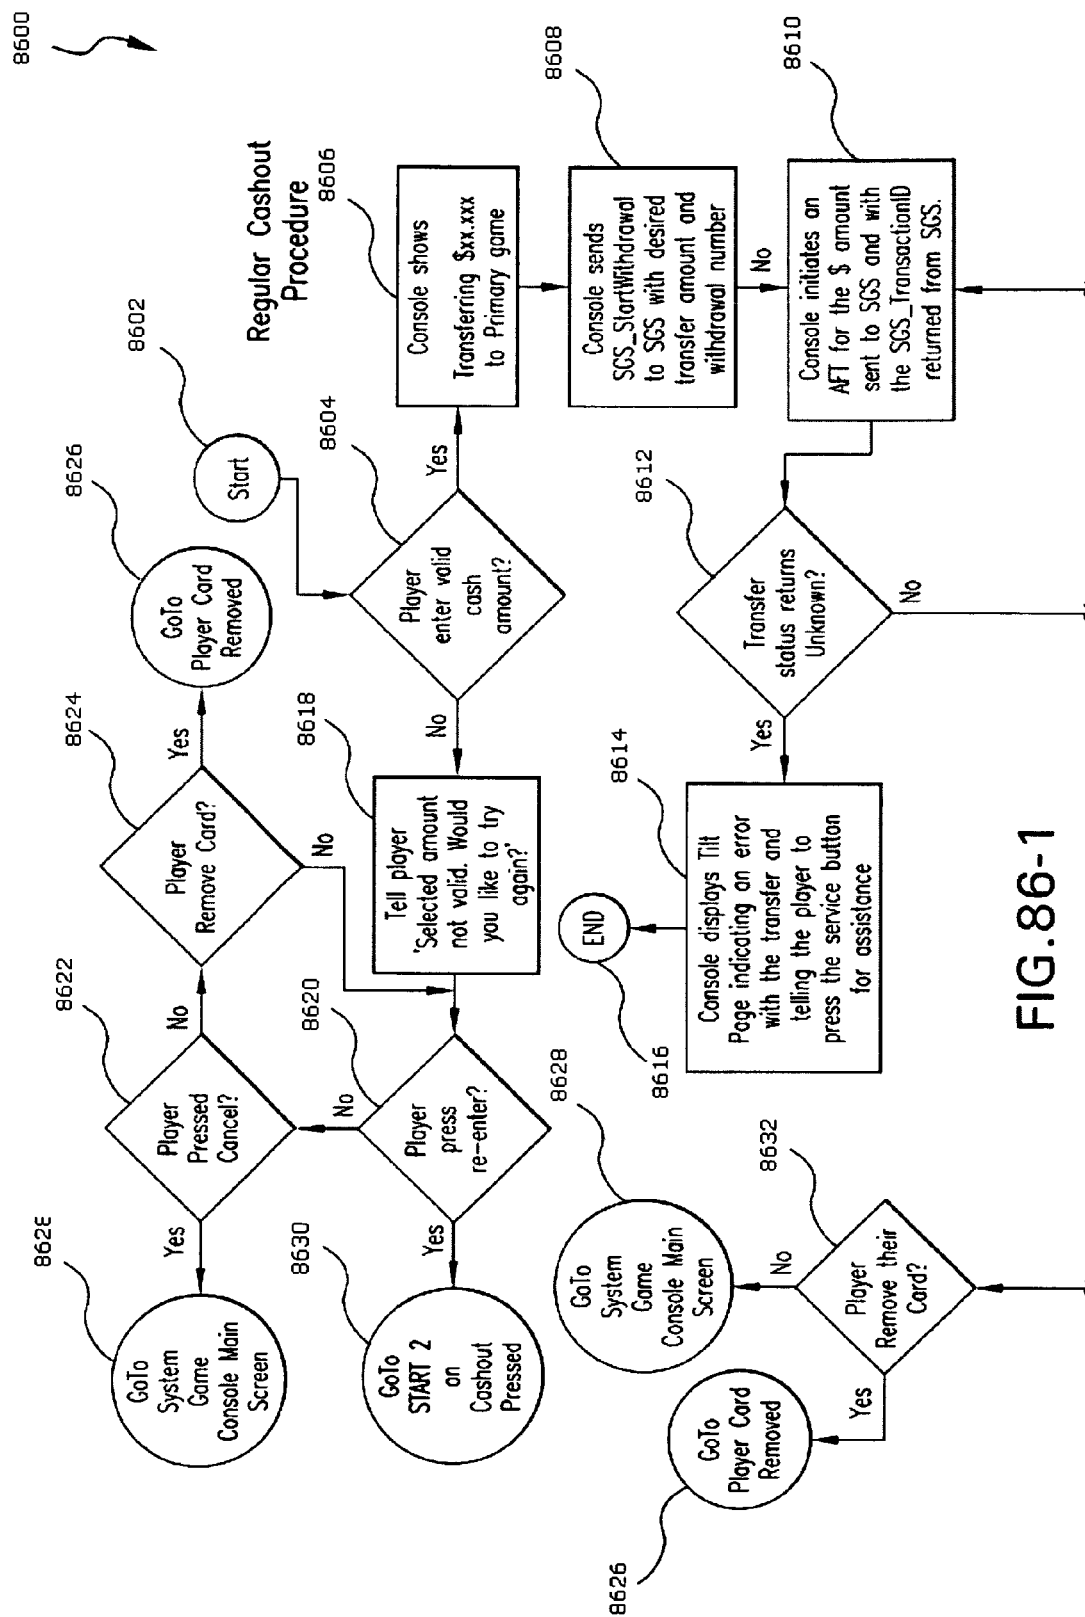 8600
Regular Cashout
Procedure
8602
Start
8604
Player
enter valid
cash
amount?
Yes
No
8606
Console shows
Transferring $xx.xxx
to Primary game
8608
Console sends
SGS_StartWithdrawal
to SGS with desired
transfer amount and
withdrawal number
No
8610
Console initiates an
AFT for the $ amount
sent to SGS and with
the SGS_TransactionID
returned from SGS.
8612
Transfer
status returns
Unknown?
Yes
No
8614
Console displays Tilt
Page indicating an error
with the transfer and
telling the player to
press the service button
for assistance
END
8616
8618
Tell player
'Selected amount
not valid. Would
you like to try
again?'
8620
Player
press
re-enter?
No
Yes
8622
Player
Pressed
Cancel?
No
Yes
8624
Player
Remove Card?
Yes
No
8626
GoTo
Player Card
Removed
8628
GoTo
System
Game
Console Main
Screen
8630
GoTo
START 2
on
Cashout
Pressed
8628
GoTo
System
Game
Console Main
Screen
8632
Player
Remove their
Card?
No
Yes
GoTo
Player Card
Removed
8626
FIG.86-1